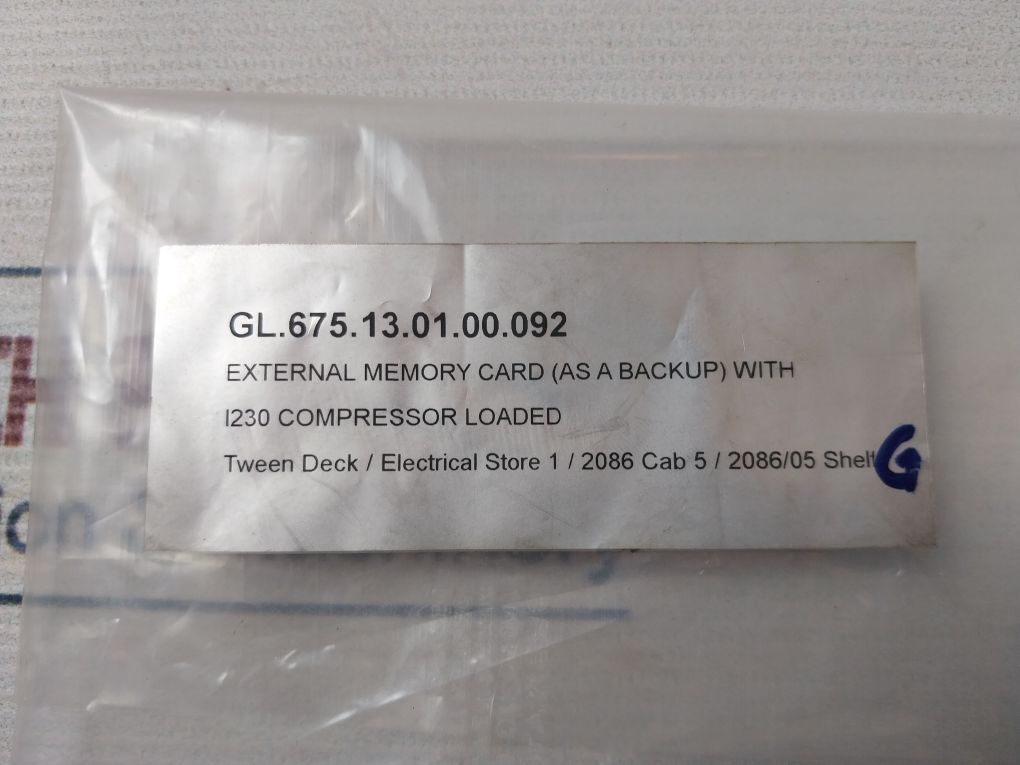 GL.675.13.01.00.092
EXTERNAL MEMORY CARD (AS A BACKUP) WITH
I230 COMPRESSOR LOADED
Tween Deck / Electrical Store 1 / 2086 Cab 5 / 2086/05 Shelf G